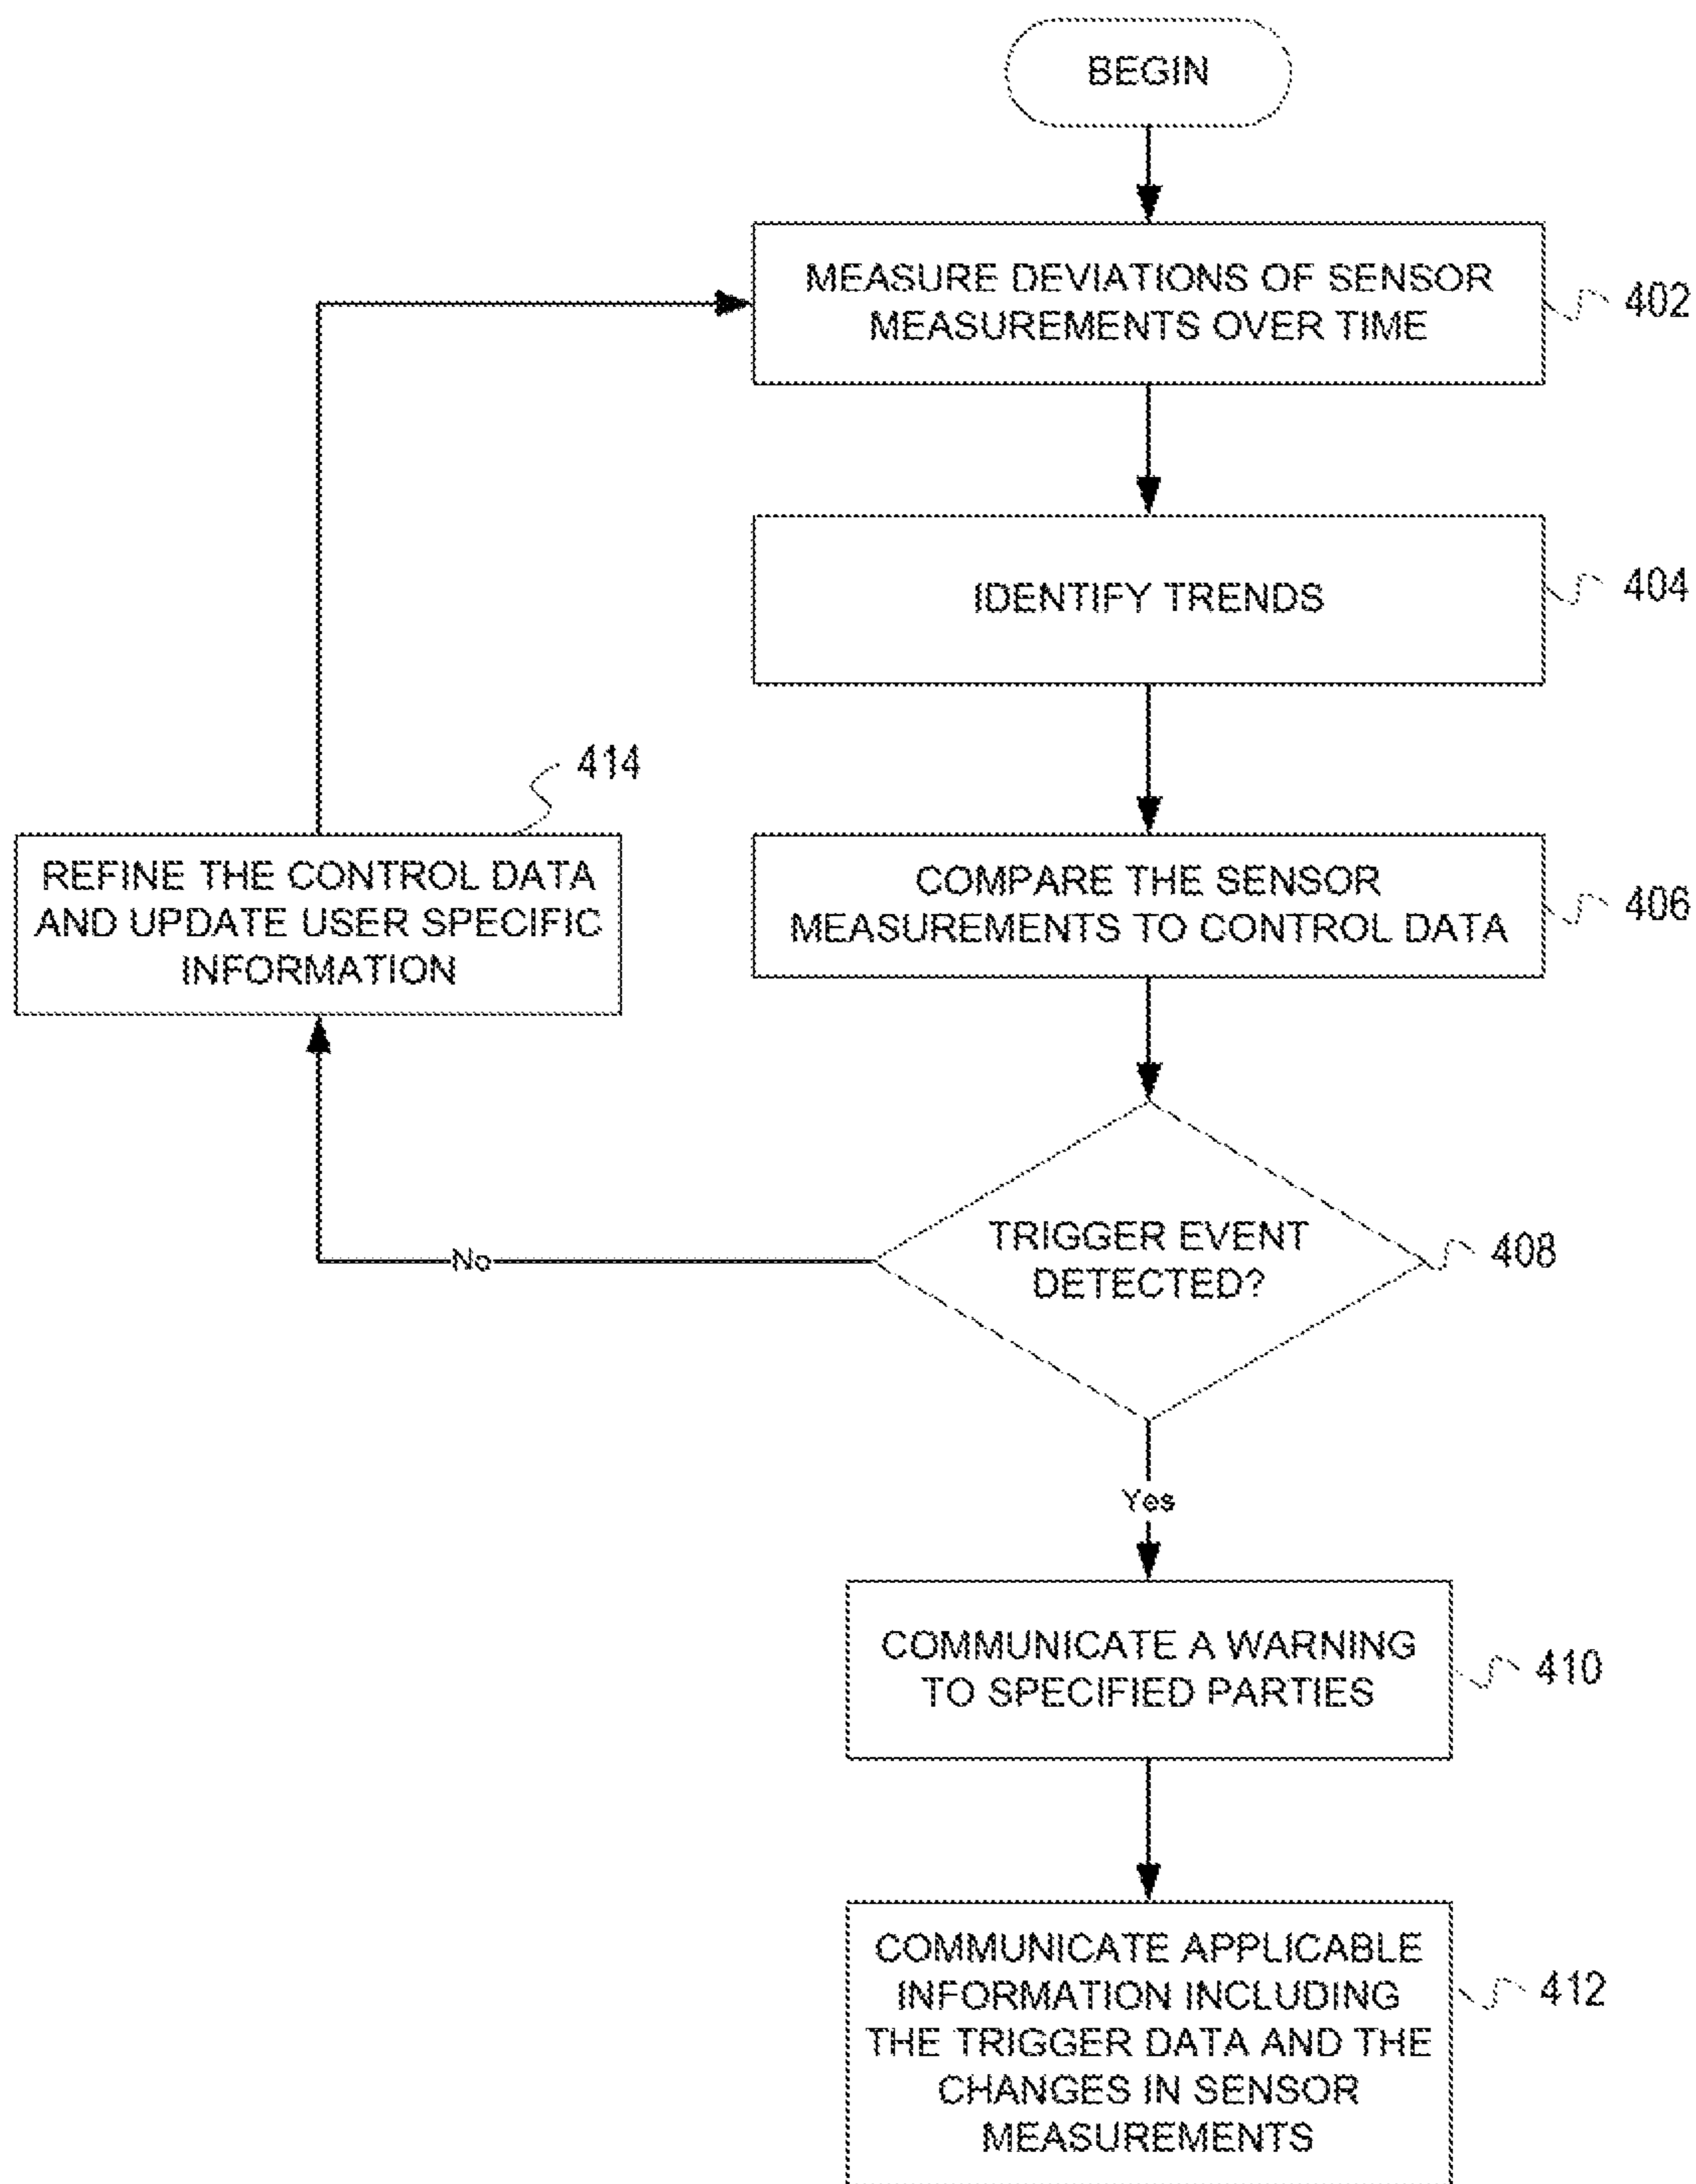 BEGIN
MEASURE DEVIATIONS OF SENSOR
MEASUREMENTS OVER TIME
402
IDENTIFY TRENDS
404
414
REFINE THE CONTROL DATA
AND UPDATE USER SPECIFIC
INFORMATION
COMPARE THE SENSOR
MEASUREMENTS TO CONTROL DATA
406
TRIGGER EVENT
DETECTED?
408
No
Yes
COMMUNICATE A WARNING
TO SPECIFIED PARTIES
410
COMMUNICATE APPLICABLE
INFORMATION INCLUDING
THE TRIGGER DATA AND THE
CHANGES IN SENSOR
MEASUREMENTS
412